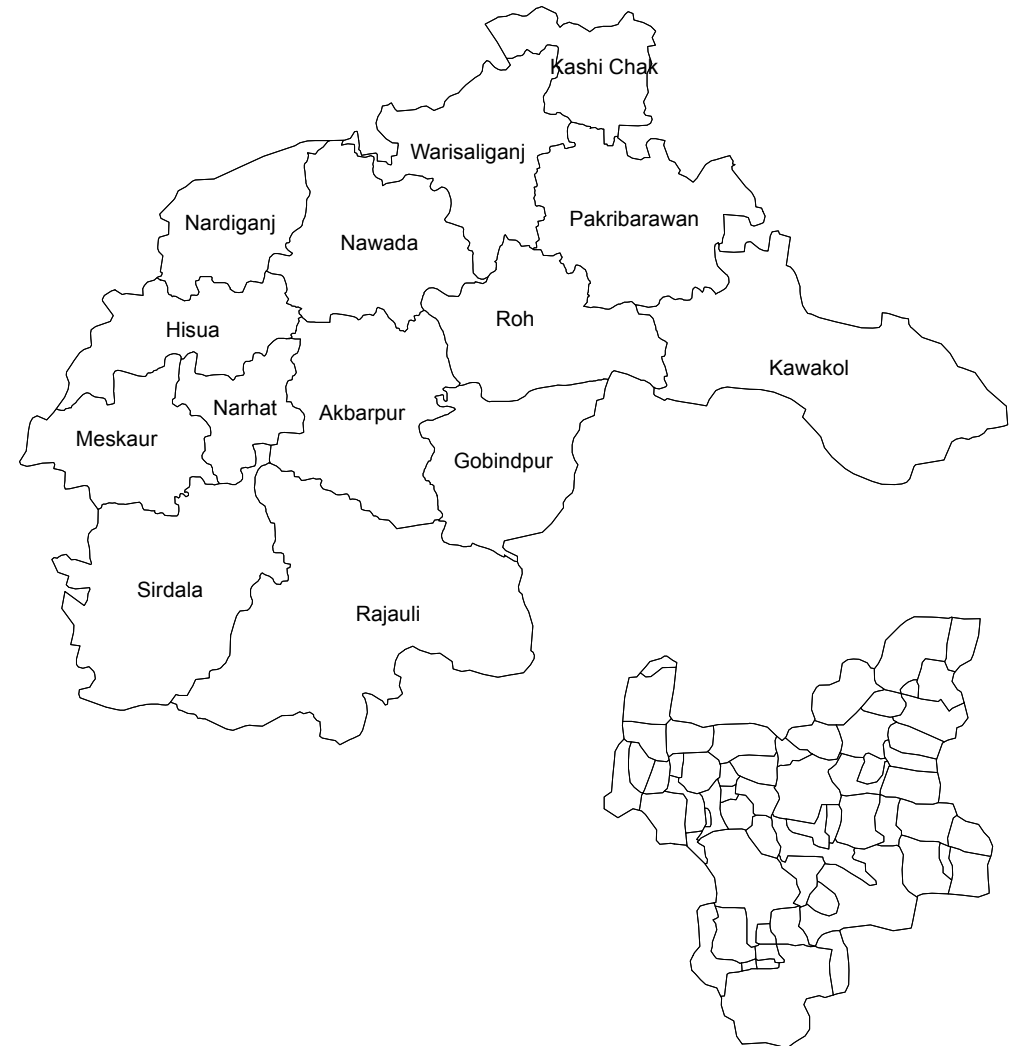 Kashi Chak
Warisaliganj
Nardiganj
Pakribarawan
Nawada
Roh
Hisua
Kawakol
Narhat
Akbarpur
Meskaur
Gobindpur
Sirdala
Rajauli